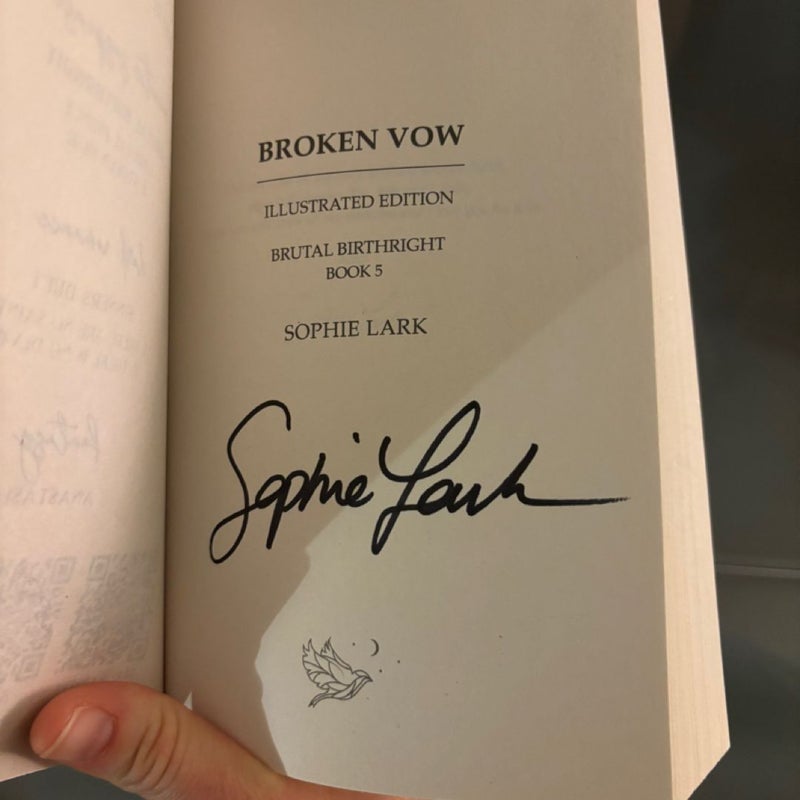 BROKEN VOW
ILLUSTRATED EDITION
BRUTAL BIRTHRIGHT
BOOK 5
SOPHIE LARK
Sophie Lark